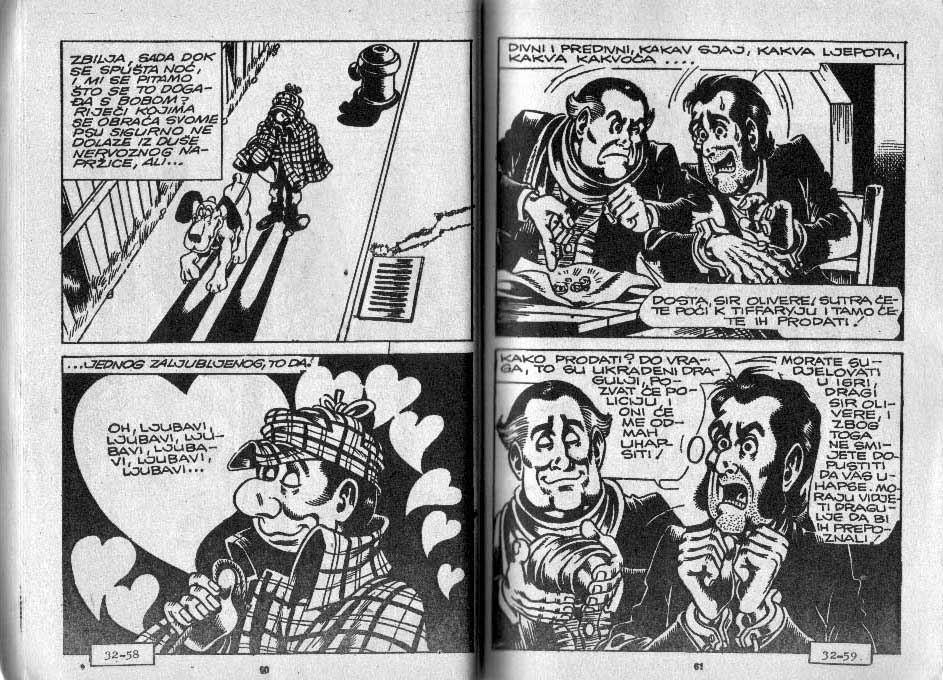 ZBILJA, SADA DOK
SE SPUŠTA NOĆ,
I MI SE PITAMO
ŠTO SE TO DOGA-
ĐA S BOBOM?
RIJEČI KOJIMA
SE OBRAĆA SVOME
PSU SIGURNO NE
DOLAZE IZ DUŠE
NERVOZNOG NA-
PRŽICE, ALI...
...JEDNOG ZALJUBLJENOG, TO DA!
OH, LJUBAVI,
LJUBAVI, LJU-
BAVI, LJUBA-
VI, LJUBAVI,
LJUBAVI...
32-58
60
DIVNI I PREDIVNI, KAKAV SJAJ, KAKVA LJEPOTA,
KAKVA KAKVOĆA ....
DOSTA, SIR OLIVERE! SUTRA ĆE-
TE POĆI K TIFFARYJU I TAMO ĆE-
TE IH PRODATI!
KAKO PRODATI? DO VRA-
GA, TO SU UKRADENI DRA-
GULJI, PO-
ZVAT ĆE PO-
LICIJU, I
ONI ĆE
ME OD-
MAH
UHAP-
SITI!
MORATE SU-
DJELOVATI
U IGRI,
DRAGI
SIR OLI-
VERE, I
ZBOG
TOGA
NE SMI-
JETE DO-
PUSTITI
DA VAS U-
HAPSE. MO-
RAJU VIDJE-
TI DRAGU-
LJE DA BI
IH PREPO-
ZNALI!
32-59.
61